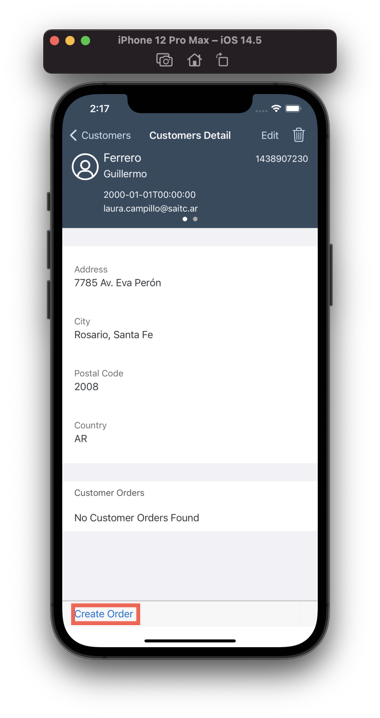 iPhone 12 Pro Max – iOS 14.5
2:17
Customers
Customers Detail
Edit
Ferrero
1438907230
Guillermo
2000-01-01T00:00:00
laura.campillo@saitc.ar
Address
7785 Av. Eva Perón
City
Rosario, Santa Fe
Postal Code
2008
Country
AR
Customer Orders
No Customer Orders Found
Create Order